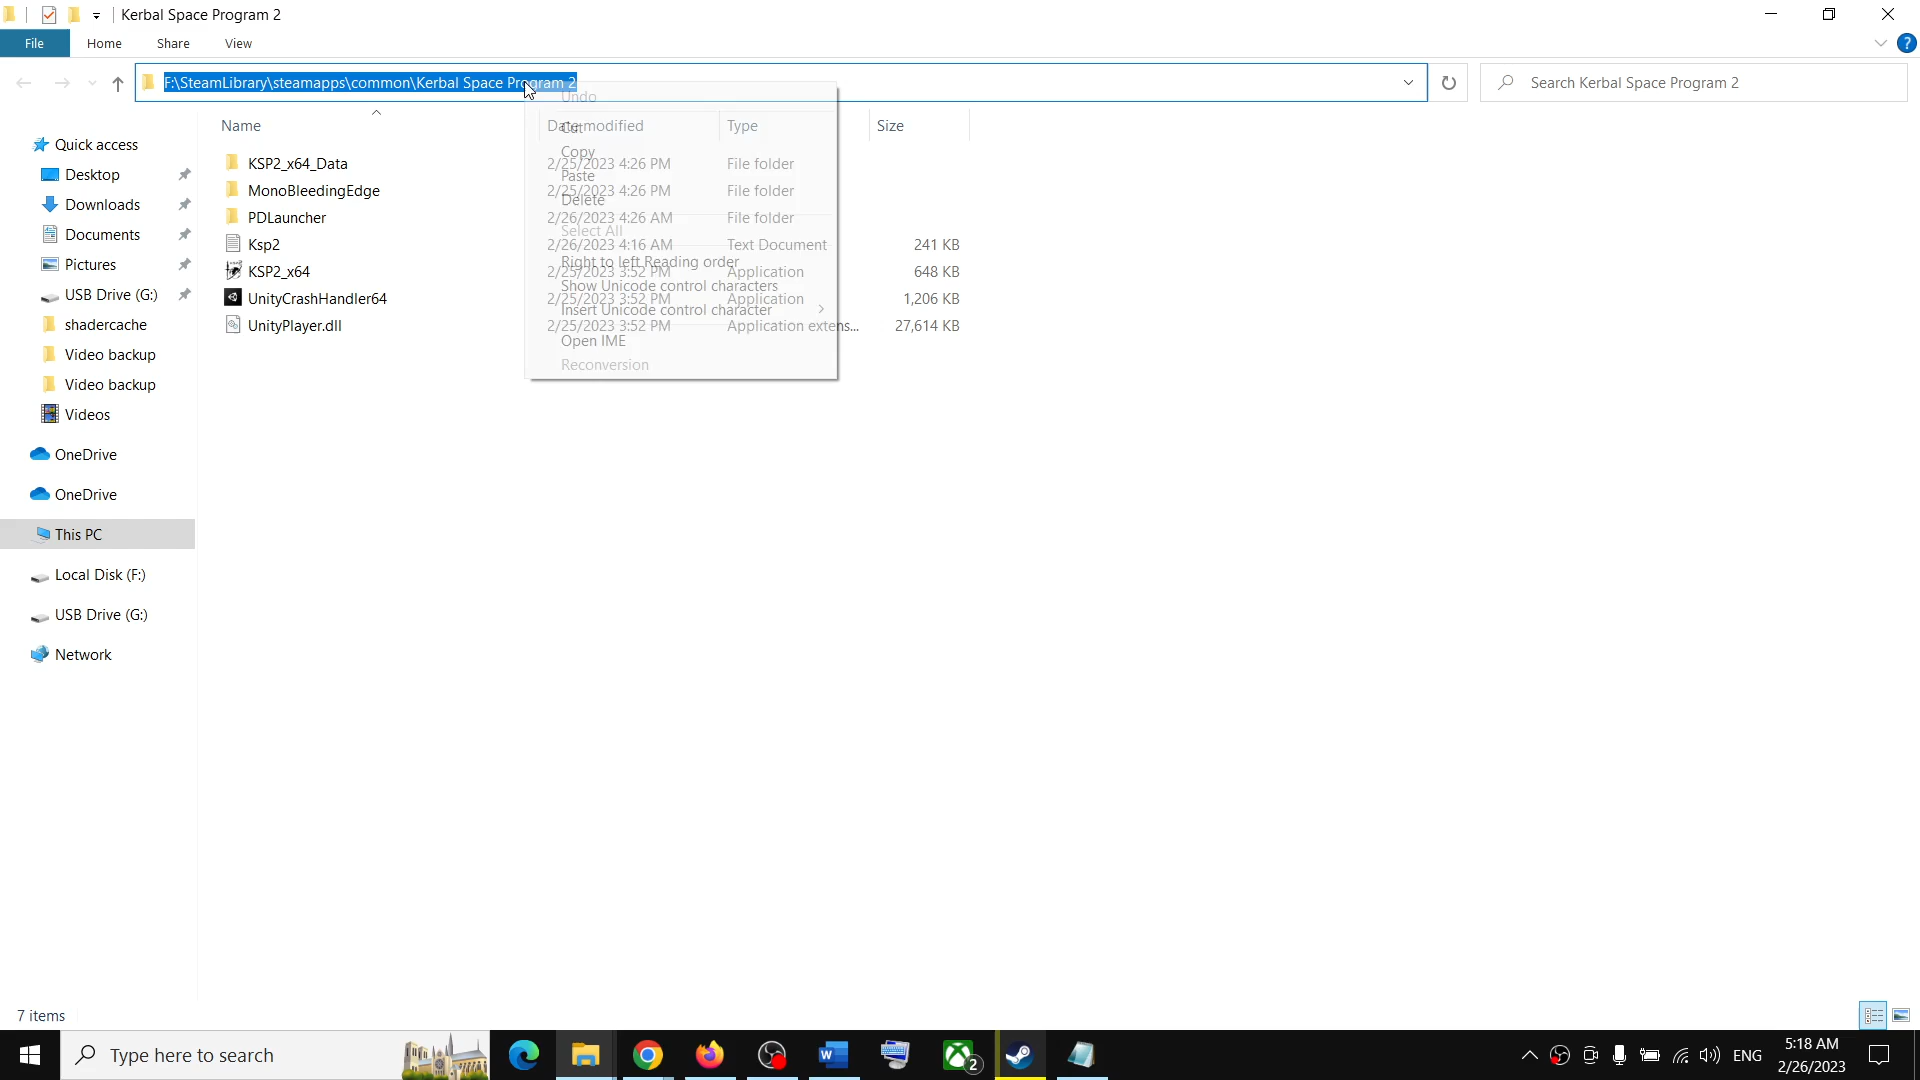 Kerbal Space Program 2
File Home Share View
F:\SteamLibrary\steamapps\common\Kerbal Space Program 2
Search Kerbal Space Program 2
Name Date modified Type Size
Quick access
Desktop
Downloads
Documents
Pictures
USB Drive (G:)
shadercache
Video backup
Video backup
Videos
OneDrive
OneDrive
This PC
Local Disk (F:)
USB Drive (G:)
Network
KSP2_x64_Data 2/25/2023 4:26 PM File folder
MonoBleedingEdge 2/25/2023 4:26 PM File folder
PDLauncher 2/26/2023 4:26 AM File folder
Ksp2 2/26/2023 4:16 AM Text Document 241 KB
KSP2_x64 2/25/2023 3:52 PM Application 648 KB
UnityCrashHandler64 2/25/2023 3:52 PM Application 1,206 KB
UnityPlayer.dll 2/25/2023 3:52 PM Application extens... 27,614 KB
Undo
Cut
Copy
Paste
Delete
Select All
Right to left Reading order
Show Unicode control characters
Insert Unicode control character
Open IME
Reconversion
7 items
Type here to search
2
ENG
5:18 AM
2/26/2023